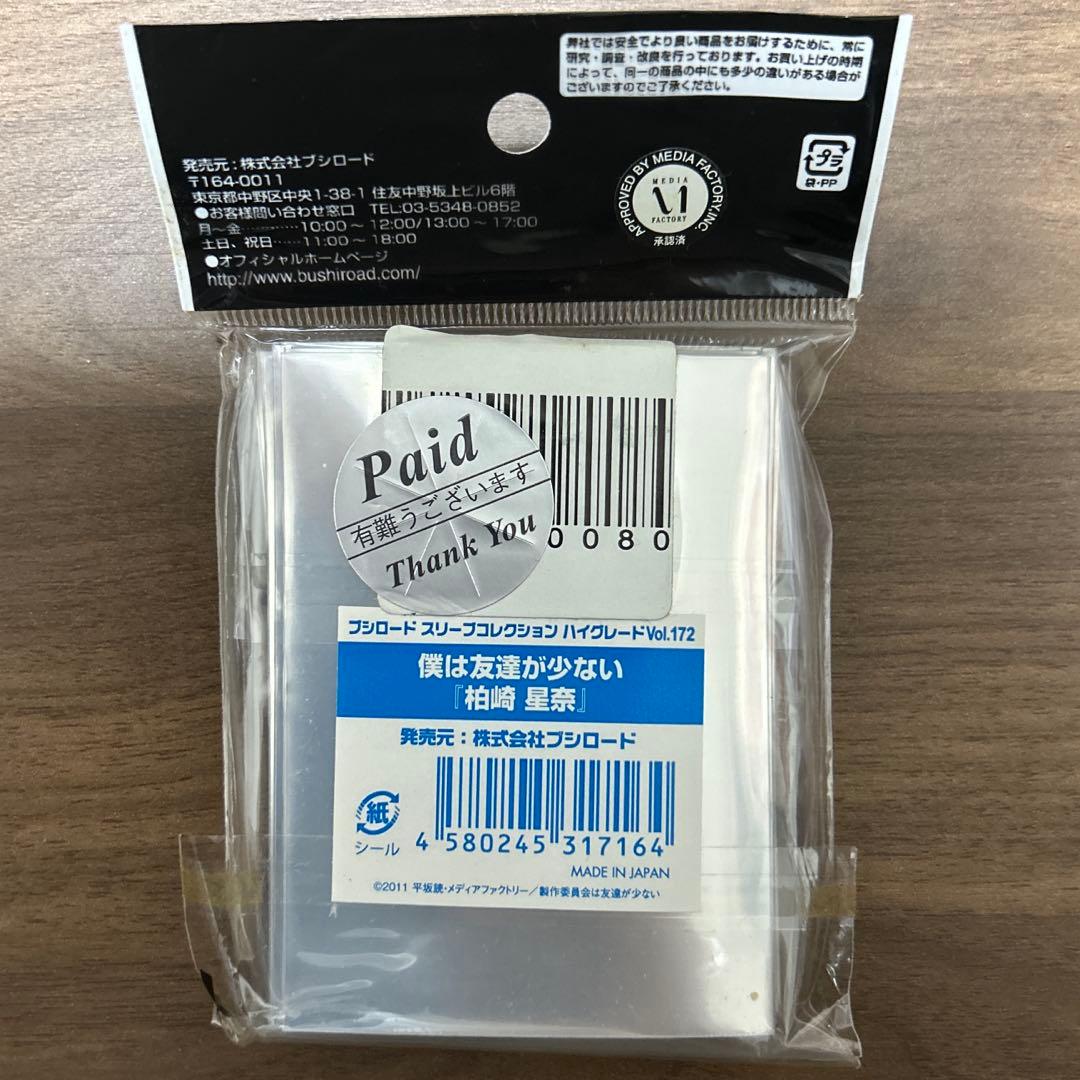 弊社では安全でより良い商品をお届けするために、常に
研究・調査・改良を行っております。お買い上げの時期
によって、同一の商品の中にも多少の違いがある場合が
ございますのでご了承ください。
発売元:株式会社ブシロード
〒164-0011
東京都中野区中央1-38-1 住友中野坂上ビル6階
●お客様問い合わせ窓口 TEL:03-5348-0852
月～金…………10:00～12:00/13:00～17:00
土日、祝日……11:00～18:00
●オフィシャルホームページ
http://www.bushiroad.com/
APPROVED BY MEDIA FACTORY,INC.
MEDIA
FACTORY
承認済
プラ
袋・PP
Paid
有難うございます
Thank You
0080
ブシロード スリーブコレクション ハイグレードVol.172
僕は友達が少ない
『柏崎 星奈』
発売元:株式会社ブシロード
紙
シール
4 580245 317164
MADE IN JAPAN
©2011 平坂読・メディアファクトリー/製作委員会は友達が少ない